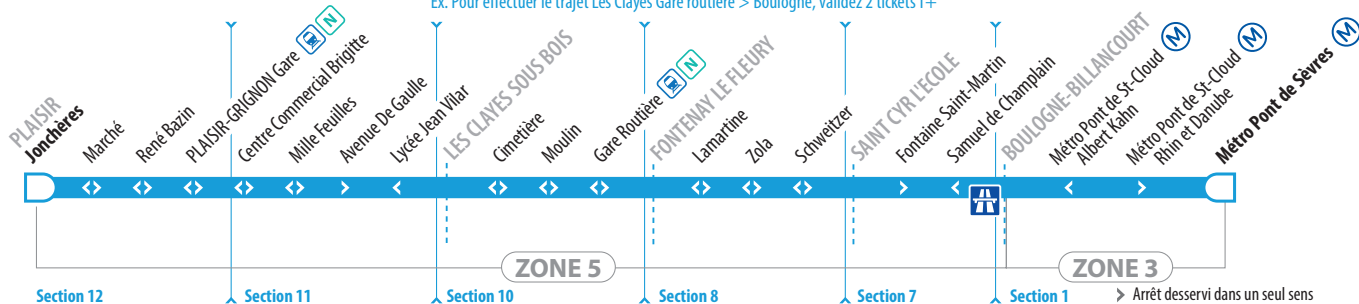 Ex. Pour effectuer le trajet Les Clayes Gare routière > Boulogne, validez 2 tickets T+
PLAISIR
Jonchères
Marché
René Bazin
PLAISIR-GRIGNON Gare N
Centre Commercial Brigitte
Mille Feuilles
Avenue De Gaulle
Lycée Jean Vilar
LES CLAYES SOUS BOIS
Cimetière
Moulin
Gare Routière N
FONTENAY LE FLEURY
Lamartine
Zola
Schweitzer
SAINT CYR L'ECOLE
Fontaine Saint-Martin
Samuel de Champlain
BOULOGNE-BILLANCOURT
Métro Pont de St-Cloud M
Albert Kahn
Métro Pont de St-Cloud M
Rhin et Danube
Métro Pont de Sèvres M
ZONE 5
ZONE 3
Section 12
Section 11
Section 10
Section 8
Section 7
Section 1
> Arrêt desservi dans un seul sens